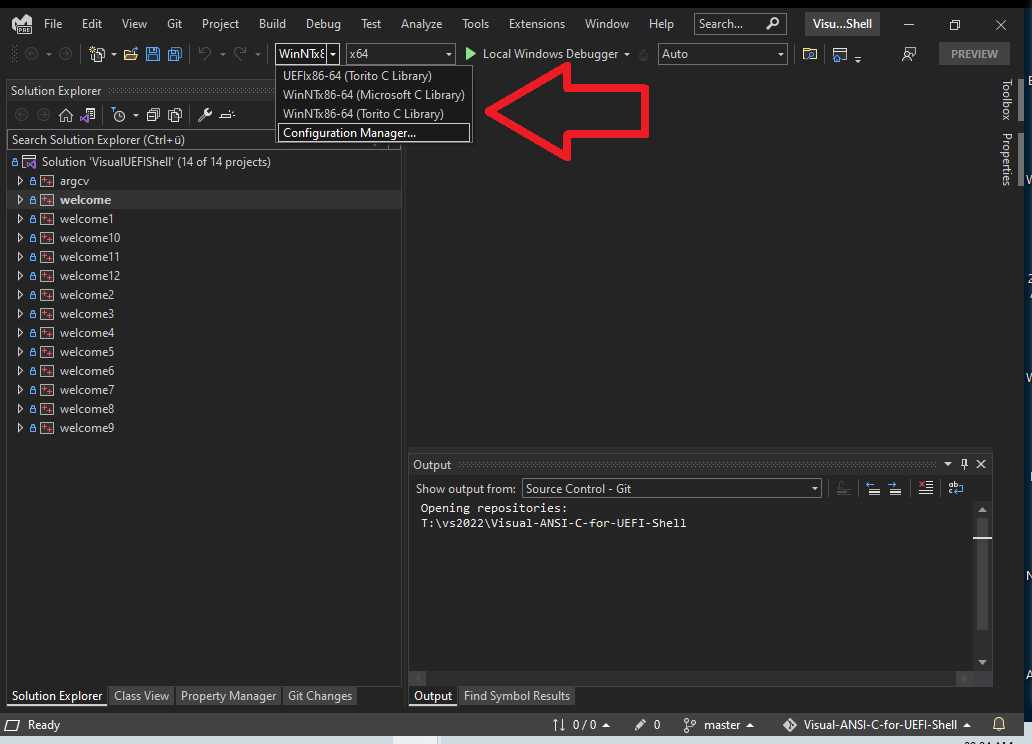 File Edit View Git Project Build Debug Test Analyze Tools Extensions Window Help Search... Visu...Shell
PRE
WinNTx8 x64 Local Windows Debugger Auto PREVIEW
UEFIx86-64 (Torito C Library)
WinNTx86-64 (Microsoft C Library)
WinNTx86-64 (Torito C Library)
Configuration Manager...
Solution Explorer
Search Solution Explorer (Ctrl+ü)
Solution 'VisualUEFIShell' (14 of 14 projects)
argcv
welcome
welcome1
welcome10
welcome11
welcome12
welcome2
welcome3
welcome4
welcome5
welcome6
welcome7
welcome8
welcome9
Toolbox
Properties
Output
Show output from: Source Control - Git
Opening repositories:
T:\vs2022\Visual-ANSI-C-for-UEFI-Shell
Solution Explorer Class View Property Manager Git Changes
Output Find Symbol Results
Ready 0 / 0 0 master Visual-ANSI-C-for-UEFI-Shell